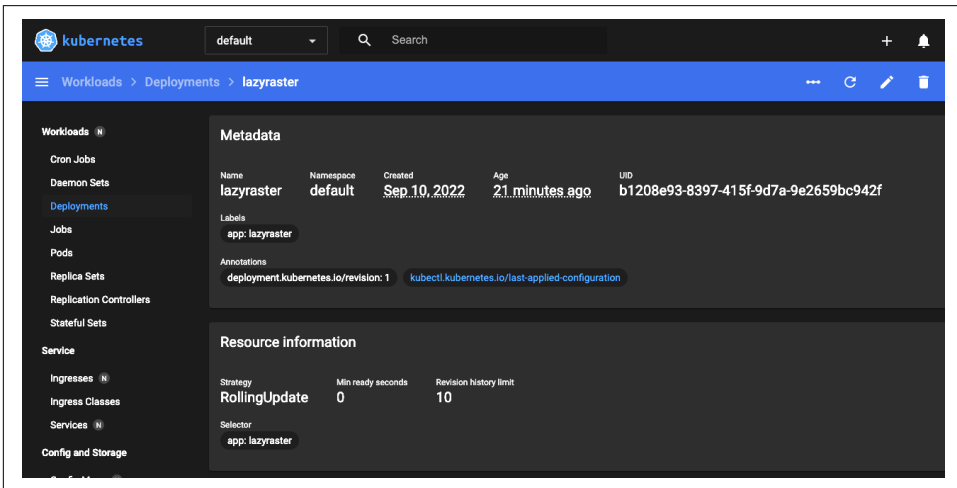 kubernetes
default
Search
Workloads > Deployments > lazyraster
Workloads N
Cron Jobs
Daemon Sets
Deployments
Jobs
Pods
Replica Sets
Replication Controllers
Stateful Sets
Service
Ingresses N
Ingress Classes
Services N
Config and Storage
Metadata
Name Namespace Created Age UID
lazyraster default Sep 10, 2022 21 minutes ago b1208e93-8397-415f-9d7a-9e2659bc942f
Labels
app: lazyraster
Annotations
deployment.kubernetes.io/revision: 1 kubectl.kubernetes.io/last-applied-configuration
Resource information
Strategy Min ready seconds Revision history limit
RollingUpdate 0 10
Selector
app: lazyraster